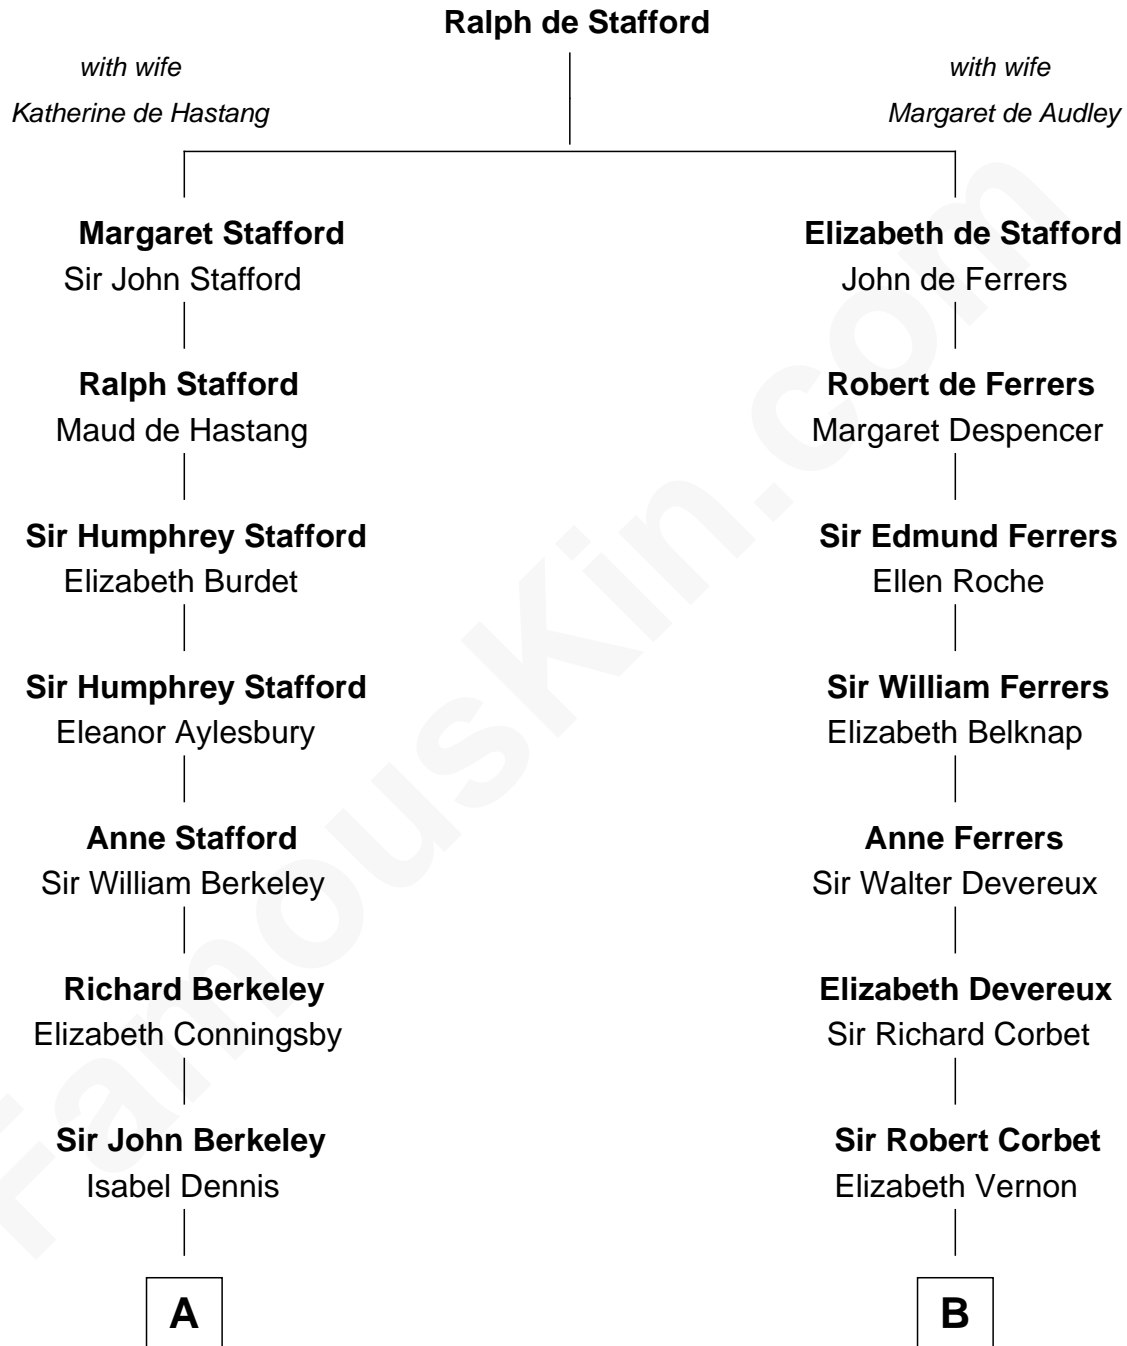 Ralph de Stafford
with wife
Katherine de Hastang
with wife
Margaret de Audley
Margaret Stafford
Sir John Stafford
Elizabeth de Stafford
John de Ferrers
Ralph Stafford
Maud de Hastang
Robert de Ferrers
Margaret Despencer
Sir Humphrey Stafford
Elizabeth Burdet
Sir Edmund Ferrers
Ellen Roche
Sir Humphrey Stafford
Eleanor Aylesbury
Sir William Ferrers
Elizabeth Belknap
Anne Stafford
Sir William Berkeley
Anne Ferrers
Sir Walter Devereux
Richard Berkeley
Elizabeth Conningsby
Elizabeth Devereux
Sir Richard Corbet
Sir John Berkeley
Isabel Dennis
Sir Robert Corbet
Elizabeth Vernon
A
B
FamousKin.com